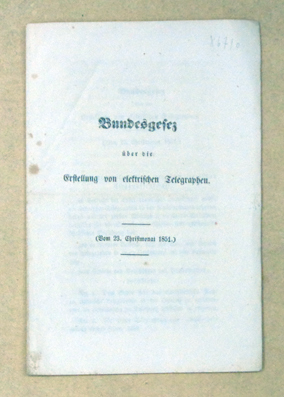 Bundesgesez
über die
Erstellung von elektrischen Telegraphen.
(Vom 23. Christmonat 1851.)